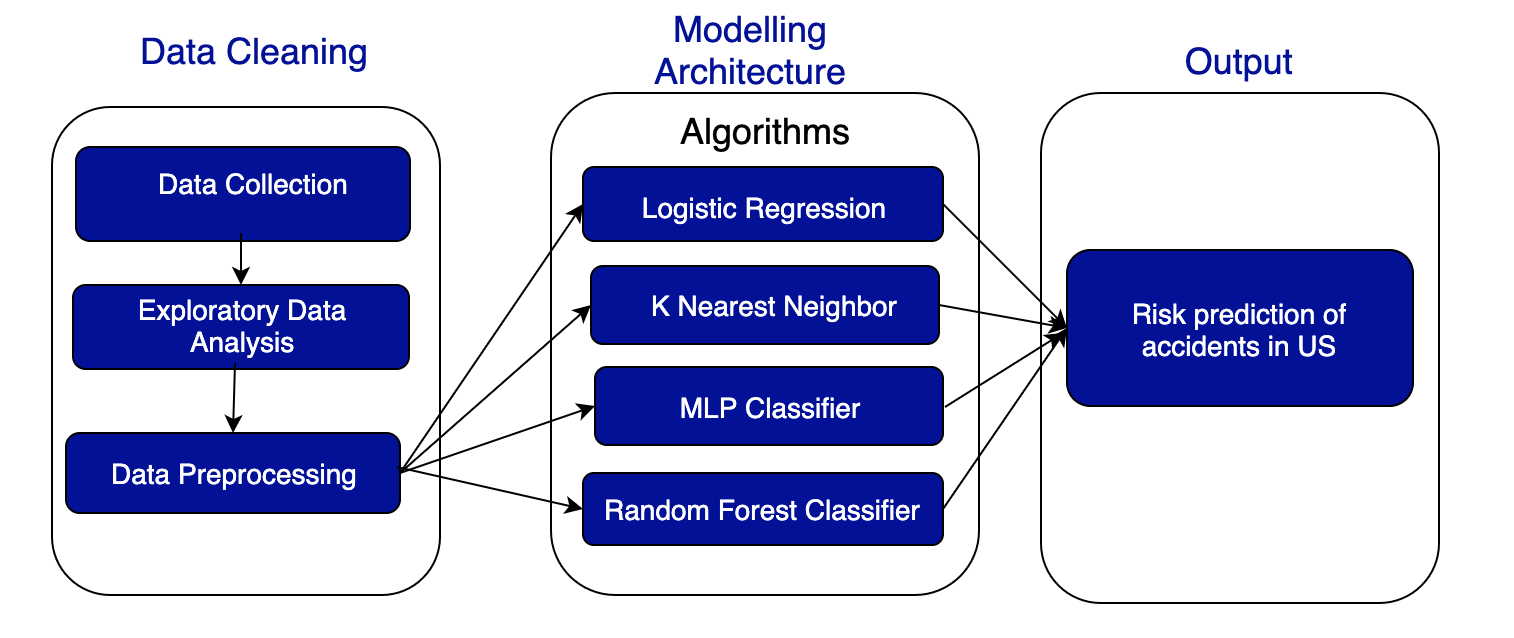 Data Cleaning
Data Collection
Exploratory Data
Analysis
Data Preprocessing
Modelling
Architecture
Algorithms
Logistic Regression
K Nearest Neighbor
MLP Classifier
Random Forest Classifier
Output
Risk prediction of
accidents in US